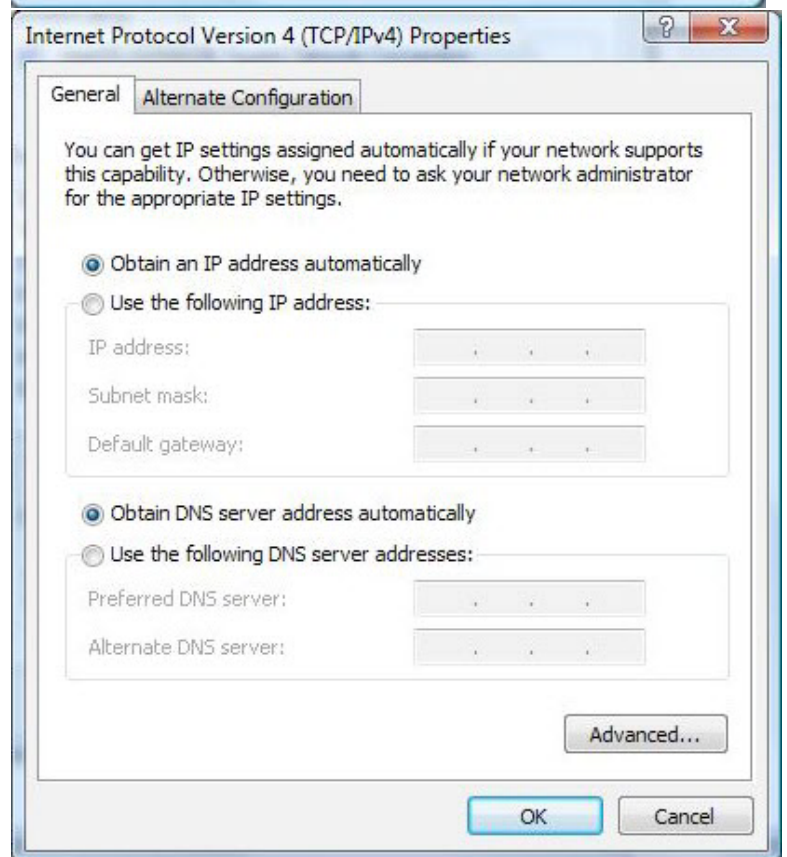 Internet Protocol Version 4 (TCP/IPv4) Properties
General
Alternate Configuration
You can get IP settings assigned automatically if your network supports
this capability. Otherwise, you need to ask your network administrator
for the appropriate IP settings.
Obtain an IP address automatically
Use the following IP address:
IP address:
Subnet mask:
Default gateway:
Obtain DNS server address automatically
Use the following DNS server addresses:
Preferred DNS server:
Alternate DNS server:
Advanced...
OK
Cancel